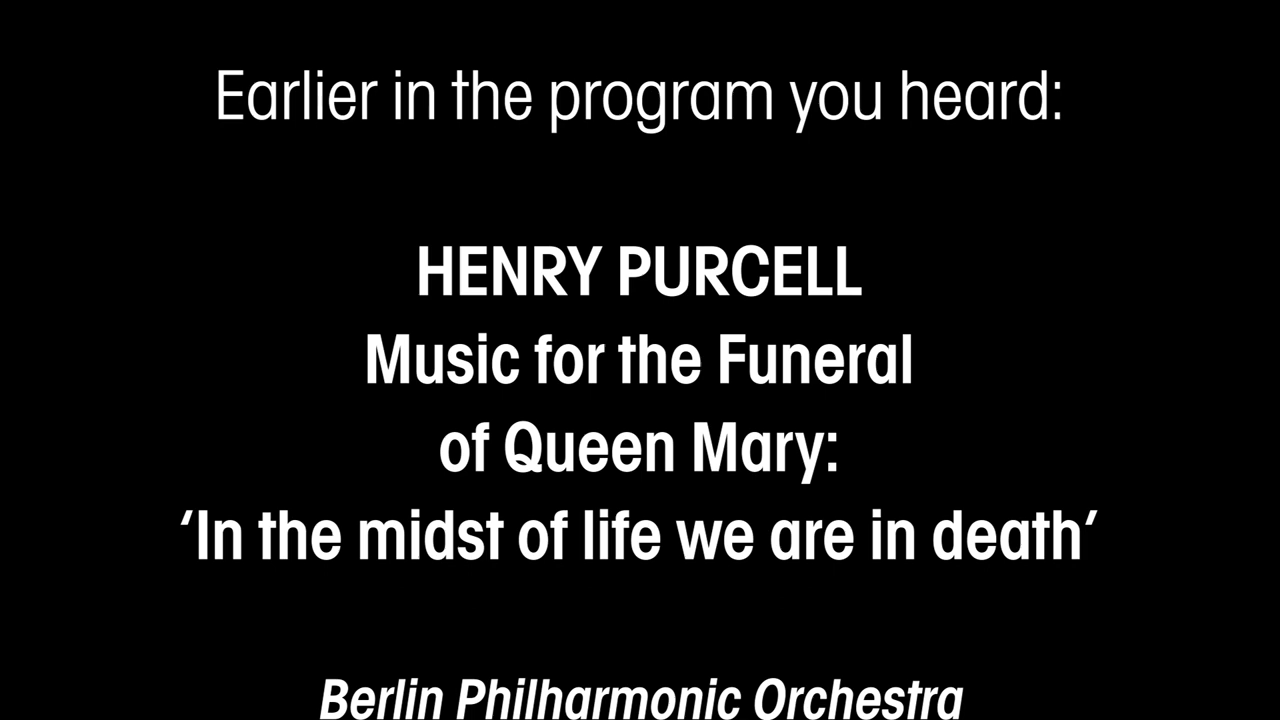 Earlier in the program you heard:
HENRY PURCELL
Music for the Funeral
of Queen Mary:
‘In the midst of life we are in death’
Berlin Philharmonic Orchestra